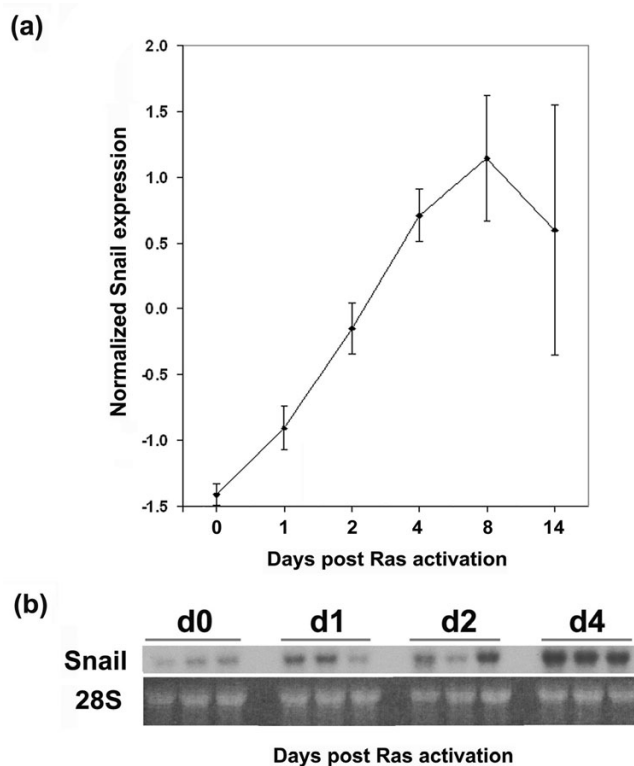 (a)
Normalized Snail expression
2.0
1.5
1.0
0.5
0.0
-0.5
-1.0
-1.5
0 1 2 4 8 14
Days post Ras activation
(b)
d0 d1 d2 d4
Snail
28S
Days post Ras activation